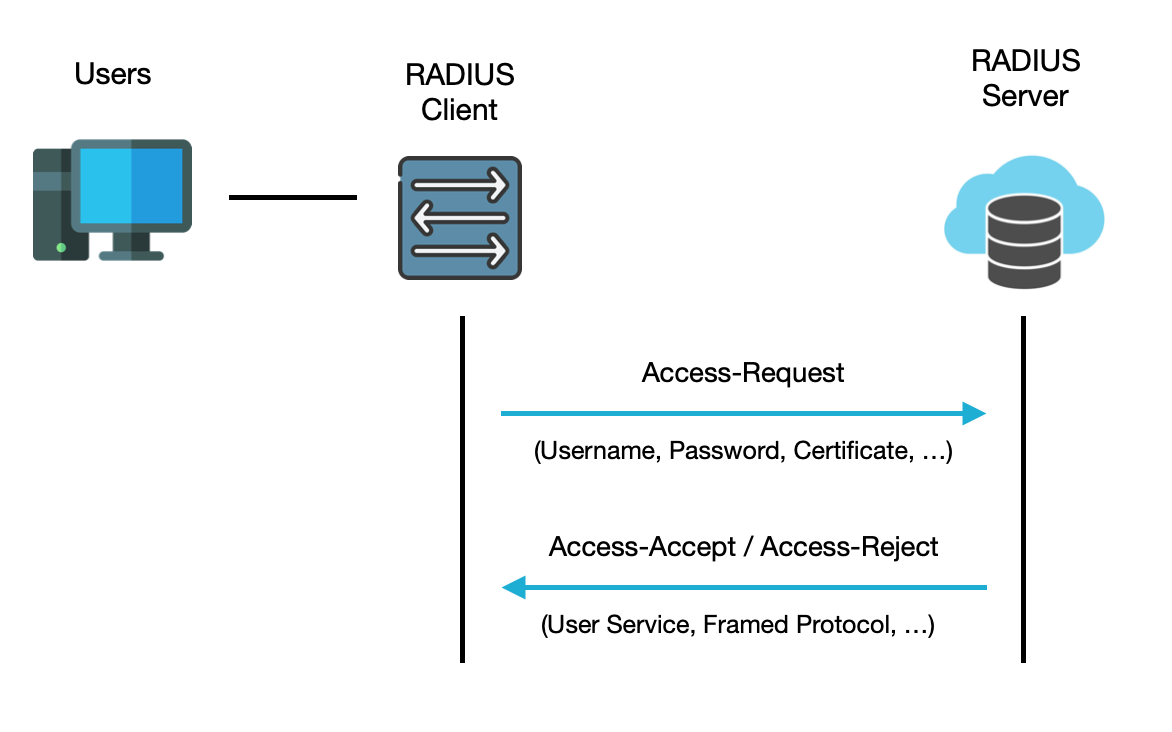 Users
RADIUS
Client
RADIUS
Server
Access-Request
(Username, Password, Certificate, …)
Access-Accept / Access-Reject
(User Service, Framed Protocol, …)